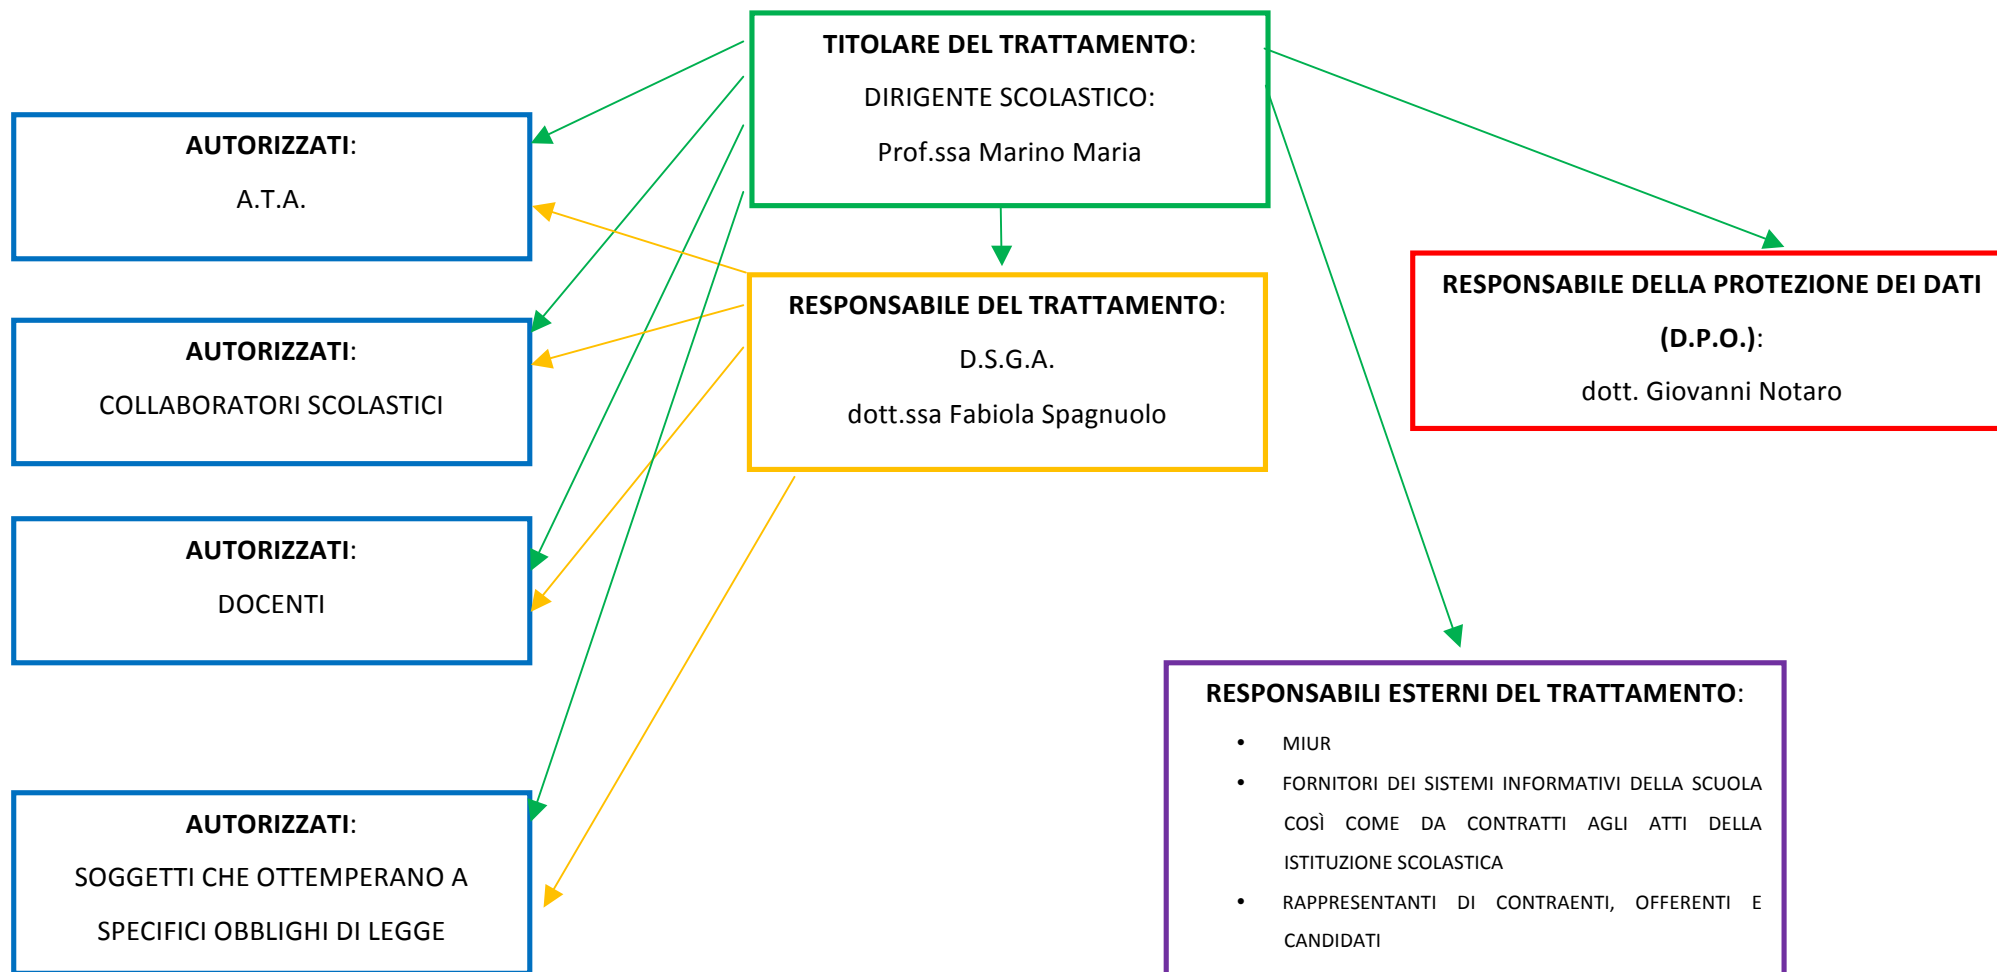 TITOLARE DEL TRATTAMENTO:
DIRIGENTE SCOLASTICO:
Prof.ssa Marino Maria
AUTORIZZATI:
A.T.A.
RESPONSABILE DEL TRATTAMENTO:
D.S.G.A.
dott.ssa Fabiola Spagnuolo
RESPONSABILE DELLA PROTEZIONE DEI DATI
(D.P.O.):
dott. Giovanni Notaro
AUTORIZZATI:
COLLABORATORI SCOLASTICI
AUTORIZZATI:
DOCENTI
AUTORIZZATI:
SOGGETTI CHE OTTEMPERANO A
SPECIFICI OBBLIGHI DI LEGGE
RESPONSABILI ESTERNI DEL TRATTAMENTO:
• MIUR
• FORNITORI DEI SISTEMI INFORMATIVI DELLA SCUOLA
COSÌ COME DA CONTRATTI AGLI ATTI DELLA
ISTITUZIONE SCOLASTICA
• RAPPRESENTANTI DI CONTRAENTI, OFFERENTI E
CANDIDATI